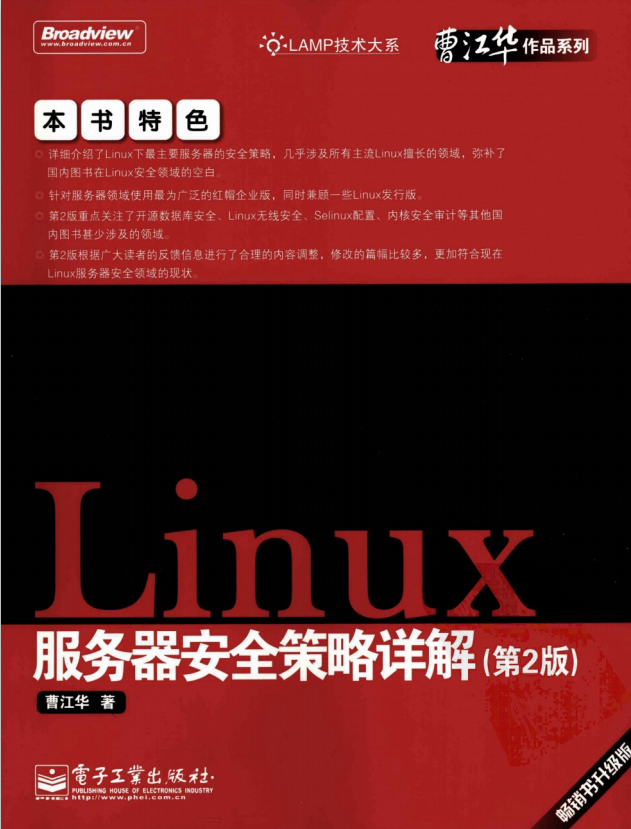 Broadview
www.broadview.com.cn
LAMP技术大系
曹江华作品系列
本书特色
详细介绍了Linux下最主要服务器的安全策略，几乎涉及所有主流Linux擅长的领域，弥补了
国内图书在Linux安全领域的空白。
针对服务器领域使用最为广泛的红帽企业版，同时兼顾一些Linux发行版。
第2版重点关注了开源数据库安全、Linux无线安全、Selinux配置、内核安全审计等其他国
内图书甚少涉及的领域。
第2版根据广大读者的反馈信息进行了合理的内容调整，修改的篇幅比较多，更加符合现在
Linux服务器安全领域的现状。
Linux
服务器安全策略详解(第2版)
曹江华 著
電子工業出版社·
PUBLISHING HOUSE OF ELECTRONICS INDUSTRY
http://www.phei.com.cn
畅销书升级版